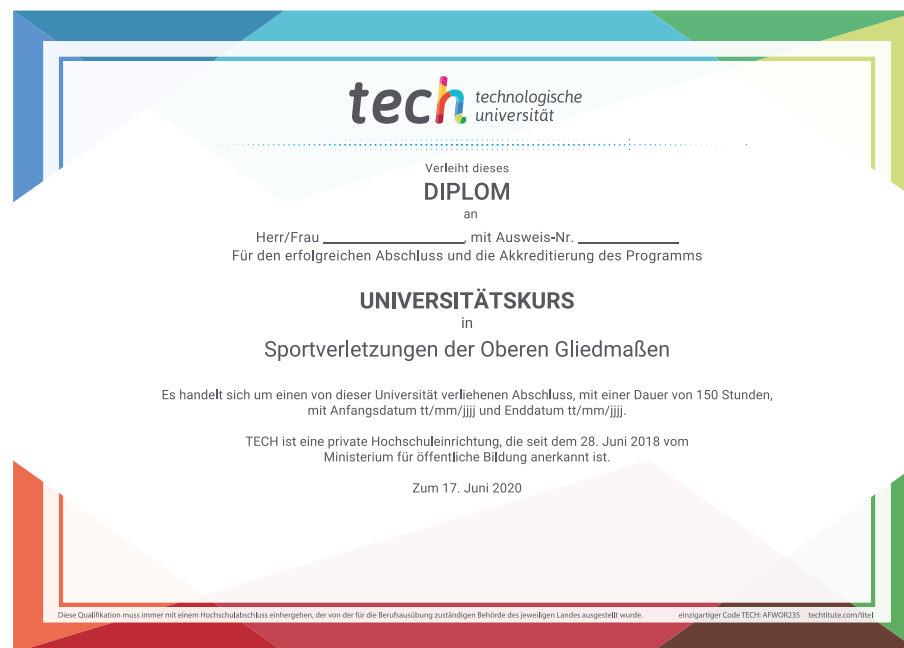 tech technologische
universität
Verleiht dieses
DIPLOM
an
Herr/Frau ____________________, mit Ausweis-Nr. ______________
Für den erfolgreichen Abschluss und die Akkreditierung des Programms
UNIVERSITÄTSKURS
in
Sportverletzungen der Oberen Gliedmaßen
Es handelt sich um einen von dieser Universität verliehenen Abschluss, mit einer Dauer von 150 Stunden,
mit Anfangsdatum tt/mm/jjjj und Enddatum tt/mm/jjjj.
TECH ist eine private Hochschuleinrichtung, die seit dem 28. Juni 2018 vom
Ministerium für öffentliche Bildung anerkannt ist.
Zum 17. Juni 2020
Diese Qualifikation muss immer mit einem Hochschulabschluss einhergehen, der von der für die Berufsausübung zuständigen Behörde des jeweiligen Landes ausgestellt wurde. einzigartiger Code TECH: AFWOR23S techtitute.com/titel